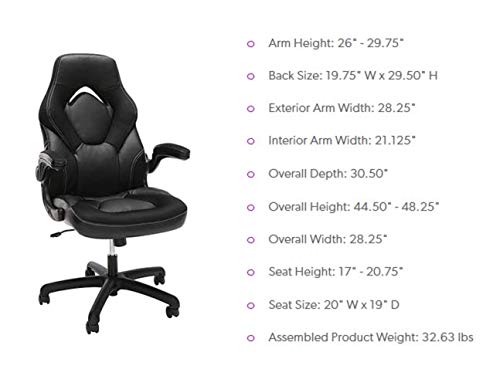 Arm Height: 26" - 29.75"
Back Size: 19.75" W x 29.50" H
Exterior Arm Width: 28.25"
Interior Arm Width: 21.125"
Overall Depth: 30.50"
Overall Height: 44.50" - 48.25"
Overall Width: 28.25"
Seat Height: 17" - 20.75"
Seat Size: 20" W x 19" D
Assembled Product Weight: 32.63 lbs